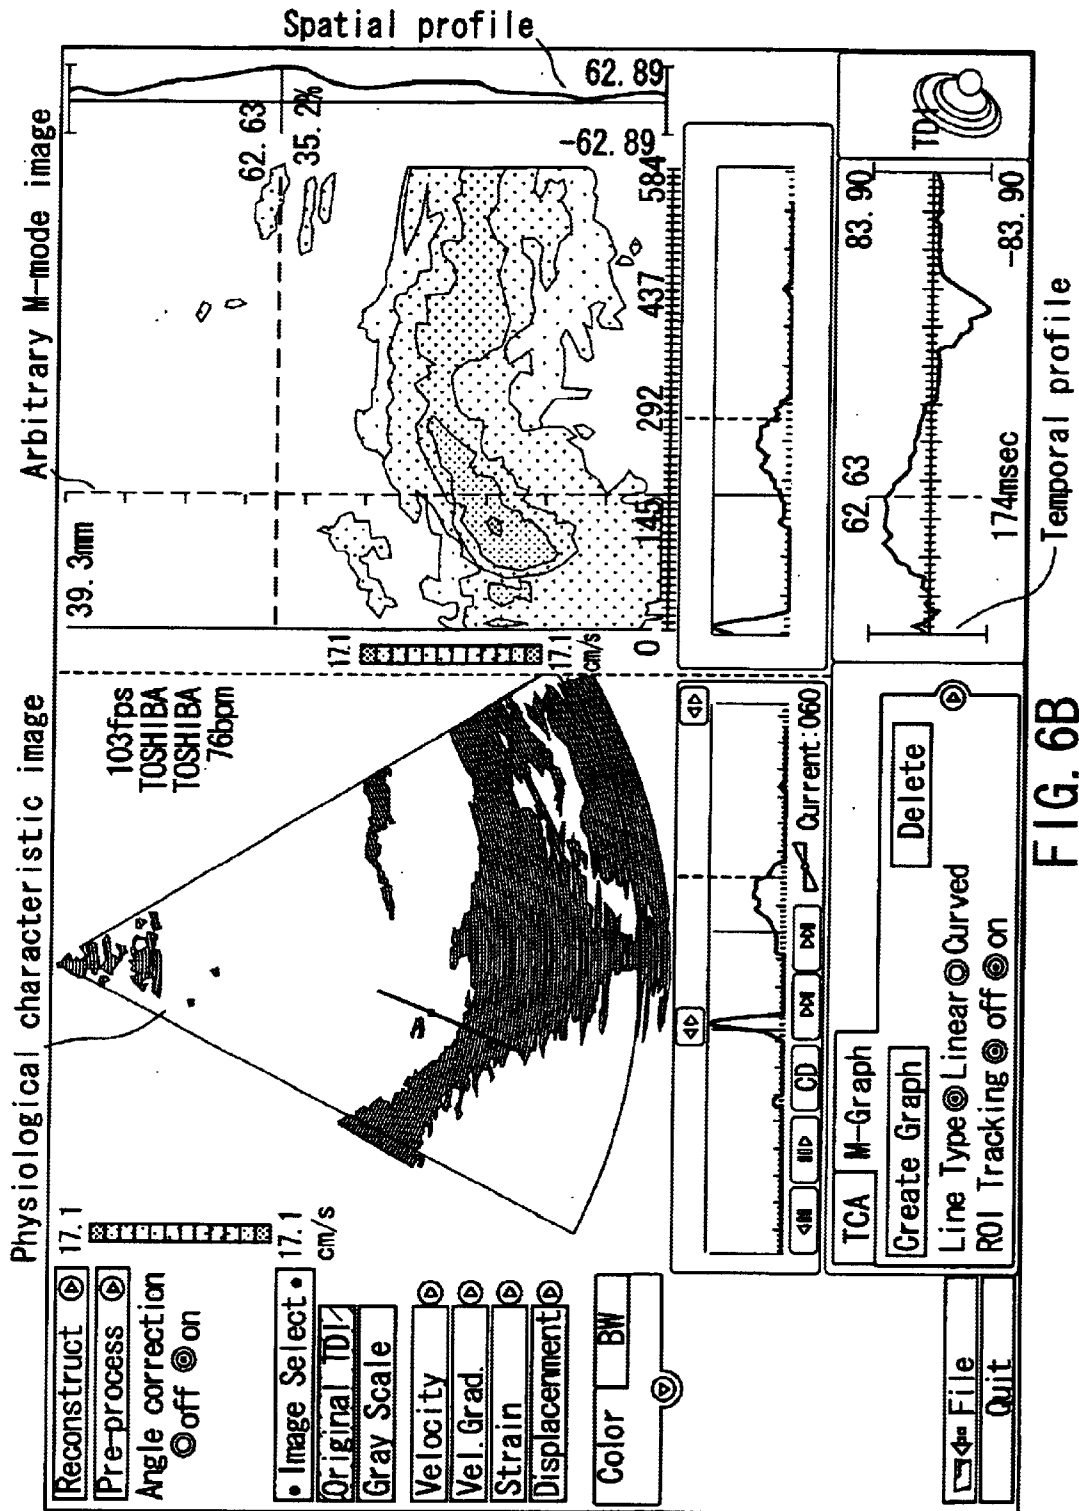 Physiological characteristic image
Arbitrary M-mode image
Spatial profile
Reconstruct
Pre-process
Angle correction
off on
17.1
17.1
cm/s
• Image Select •
Original TDI
Gray Scale
Velocity
Vel.Grad.
Strain
Displacenment
Color BW
File
Quit
103fps
TOSHIBA
TOSHIBA
76bpm
A
17.1
17.1
cm/s
39.3mm
62.63
35.2%
62.89
-62.89
0 145 292 437 584
CD
Current:060
TCA M-Graph
Create Graph Delete
Line Type Linear Curved
ROI Tracking off on
62.63
83.90
174msec
-83.90
TDI
Temporal profile
FIG. 6B